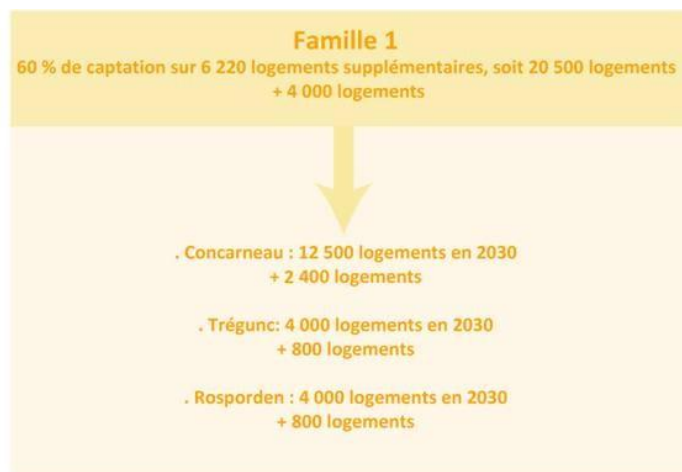 Famille 1
60 % de captation sur 6 220 logements supplémentaires, soit 20 500 logements
+ 4 000 logements
. Concarneau : 12 500 logements en 2030
+ 2 400 logements
. Trégunc: 4 000 logements en 2030
+ 800 logements
. Rosporden : 4 000 logements en 2030
+ 800 logements